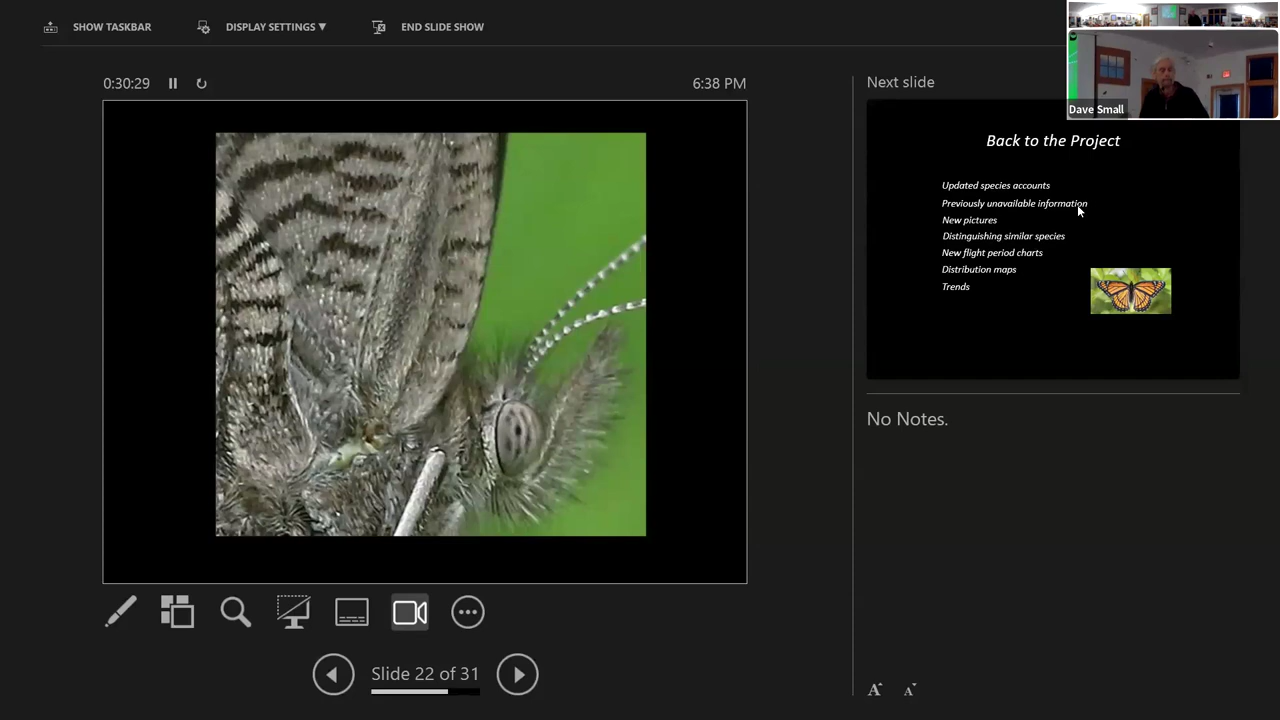 SHOW TASKBAR
DISPLAY SETTINGS ▼
END SLIDE SHOW
0:30:29
6:38 PM
Next slide
Dave Small
Back to the Project
Updated species accounts
Previously unavailable information
New pictures
Distinguishing similar species
New flight period charts
Distribution maps
Trends
No Notes.
Slide 22 of 31
A A